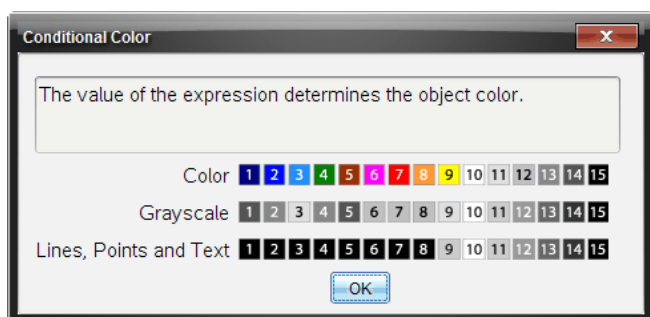 Conditional Color
x
The value of the expression determines the object color.
Color 1 2 3 4 5 6 7 8 9 10 11 12 13 14 15
Grayscale 1 2 3 4 5 6 7 8 9 10 11 12 13 14 15
Lines, Points and Text 1 2 3 4 5 6 7 8 9 10 11 12 13 14 15
OK